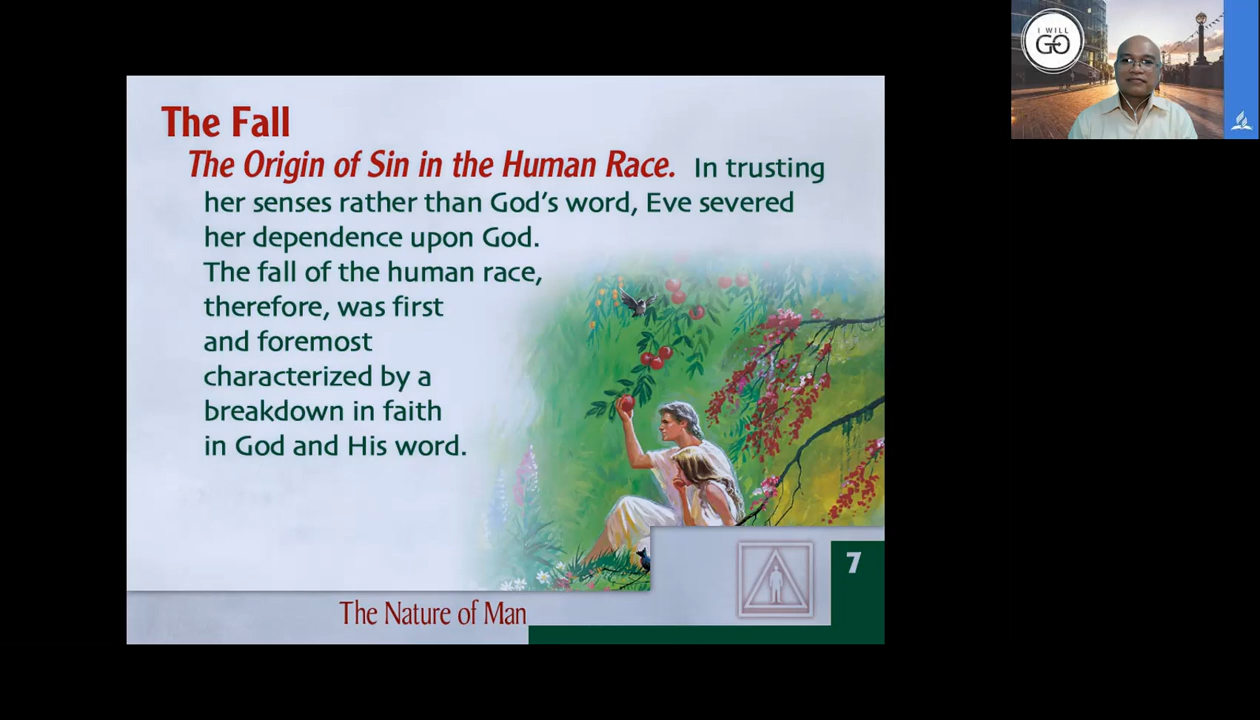 The Fall
The Origin of Sin in the Human Race. In trusting
her senses rather than God's word, Eve severed
her dependence upon God.
The fall of the human race,
therefore, was first
and foremost
characterized by a
breakdown in faith
in God and His word.
7
The Nature of Man
I WILL
GO